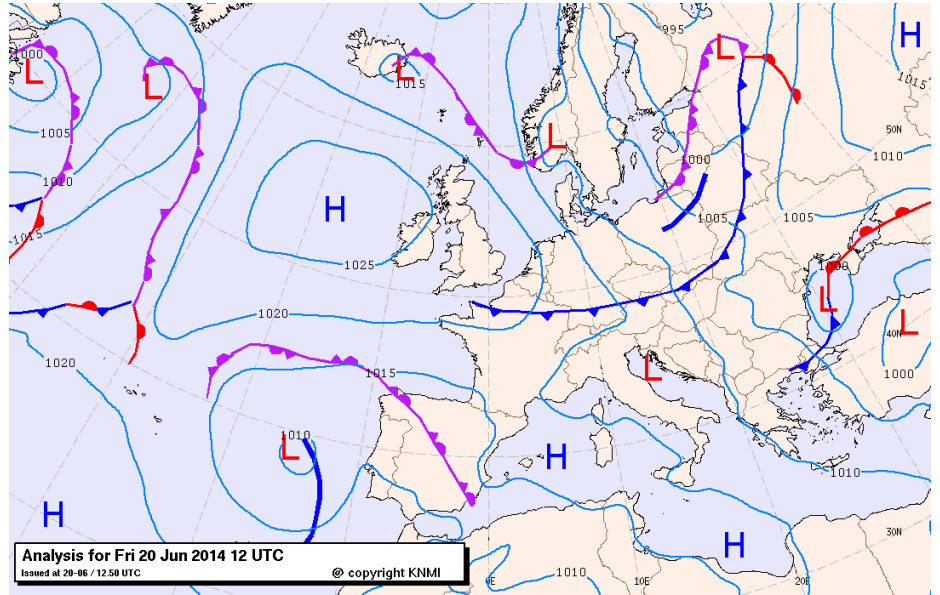 995
H
1000
L
L
L
L
1015
1015
50N
1005
L
1010
1000
1010
H
1005
1005
1015
1025
1000
L
L
40N
1020
1020
1015
L
1000
1010
L
H
1010
H
30N
H
Analysis for Fri 20 Jun 2014 12 UTC
Issued at 20-06 / 12.50 UTC
@ copyright KNMI
0E
1010
10E
20E